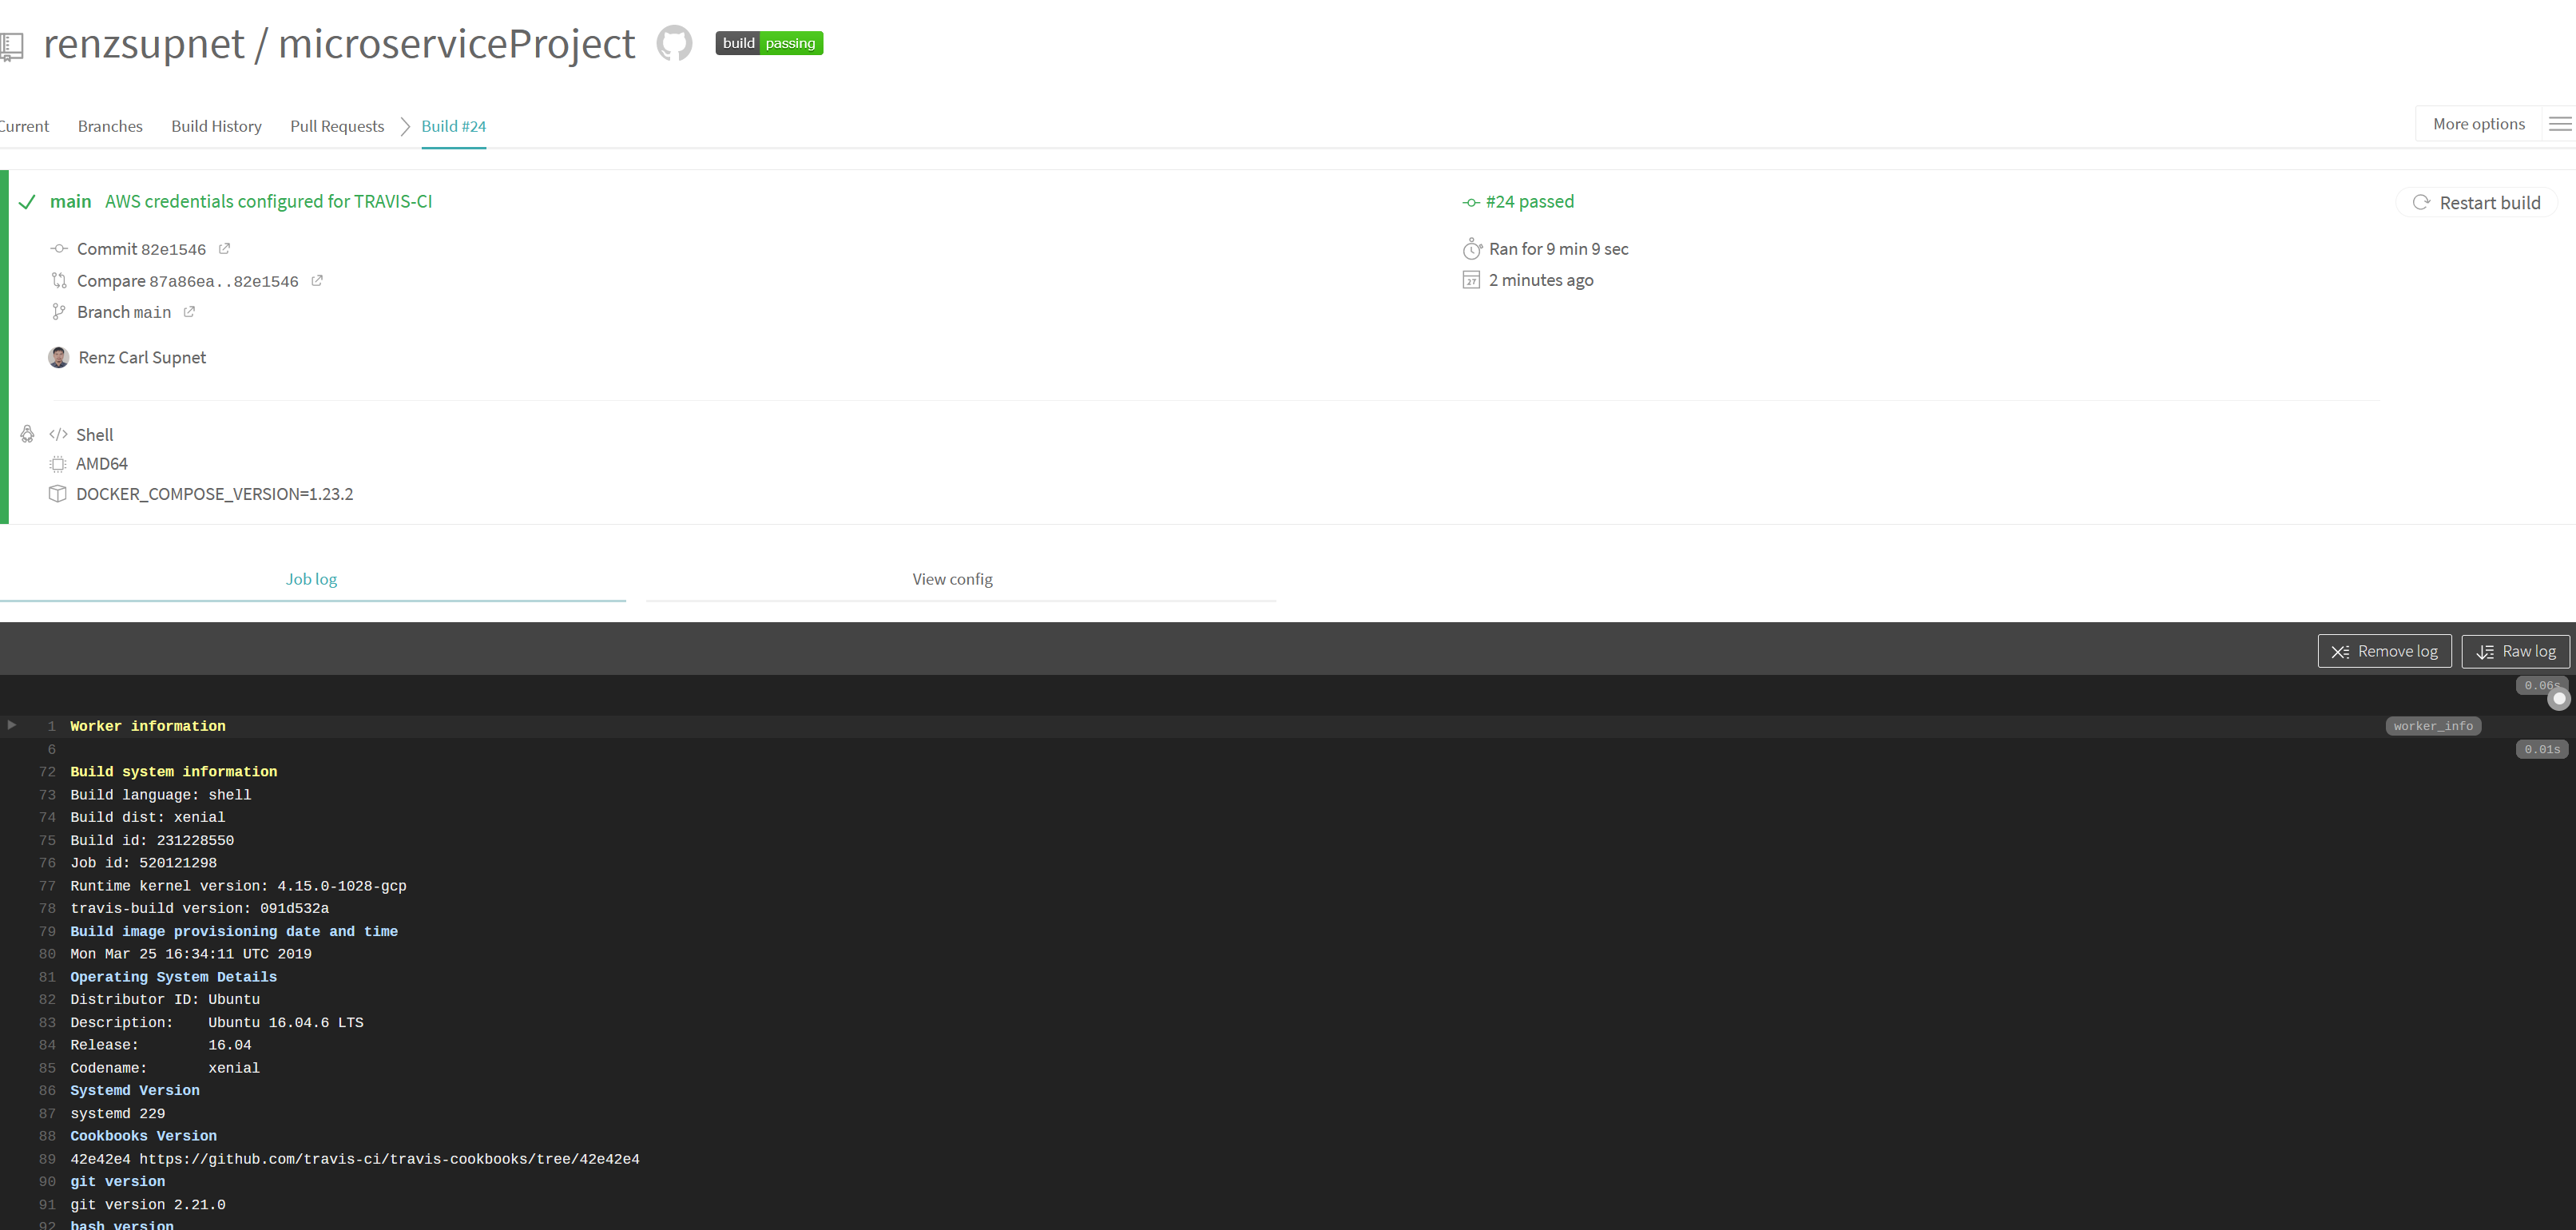 renzsupnet / microserviceProject build passing
Current Branches Build History Pull Requests Build #24 More options
main AWS credentials configured for TRAVIS-CI #24 passed Restart build
Commit 82e1546 Ran for 9 min 9 sec
Compare 87a86ea..82e1546 27 2 minutes ago
Branch main
Renz Carl Supnet
</> Shell
AMD64
DOCKER_COMPOSE_VERSION=1.23.2
Job log View config
Remove log Raw log
0.06s
1 Worker information worker_info
6 0.01s
72 Build system information
73 Build language: shell
74 Build dist: xenial
75 Build id: 231228550
76 Job id: 520121298
77 Runtime kernel version: 4.15.0-1028-gcp
78 travis-build version: 091d532a
79 Build image provisioning date and time
80 Mon Mar 25 16:34:11 UTC 2019
81 Operating System Details
82 Distributor ID: Ubuntu
83 Description: Ubuntu 16.04.6 LTS
84 Release: 16.04
85 Codename: xenial
86 Systemd Version
87 systemd 229
88 Cookbooks Version
89 42e42e4 https://github.com/travis-ci/travis-cookbooks/tree/42e42e4
90 git version
91 git version 2.21.0
92 bash version